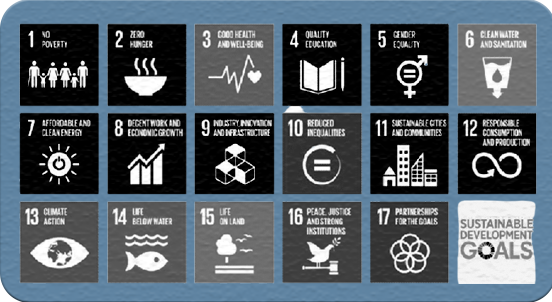 1 NO
POVERTY
2 ZERO
HUNGER
3 GOOD HEALTH
AND WELL-BEING
4 QUALITY
EDUCATION
5 GENDER
EQUALITY
6 CLEAN WATER
AND SANITATION
7 AFFORDABLE AND
CLEAN ENERGY
8 DECENT WORK AND
ECONOMIC GROWTH
9 INDUSTRY, INNOVATION
AND INFRASTRUCTURE
10 REDUCED
INEQUALITIES
11 SUSTAINABLE CITIES
AND COMMUNITIES
12 RESPONSIBLE
CONSUMPTION
AND PRODUCTION
13 CLIMATE
ACTION
14 LIFE
BELOW WATER
15 LIFE
ON LAND
16 PEACE, JUSTICE
AND STRONG
INSTITUTIONS
17 PARTNERSHIPS
FOR THE GOALS
SUSTAINABLE
DEVELOPMENT
GOALS